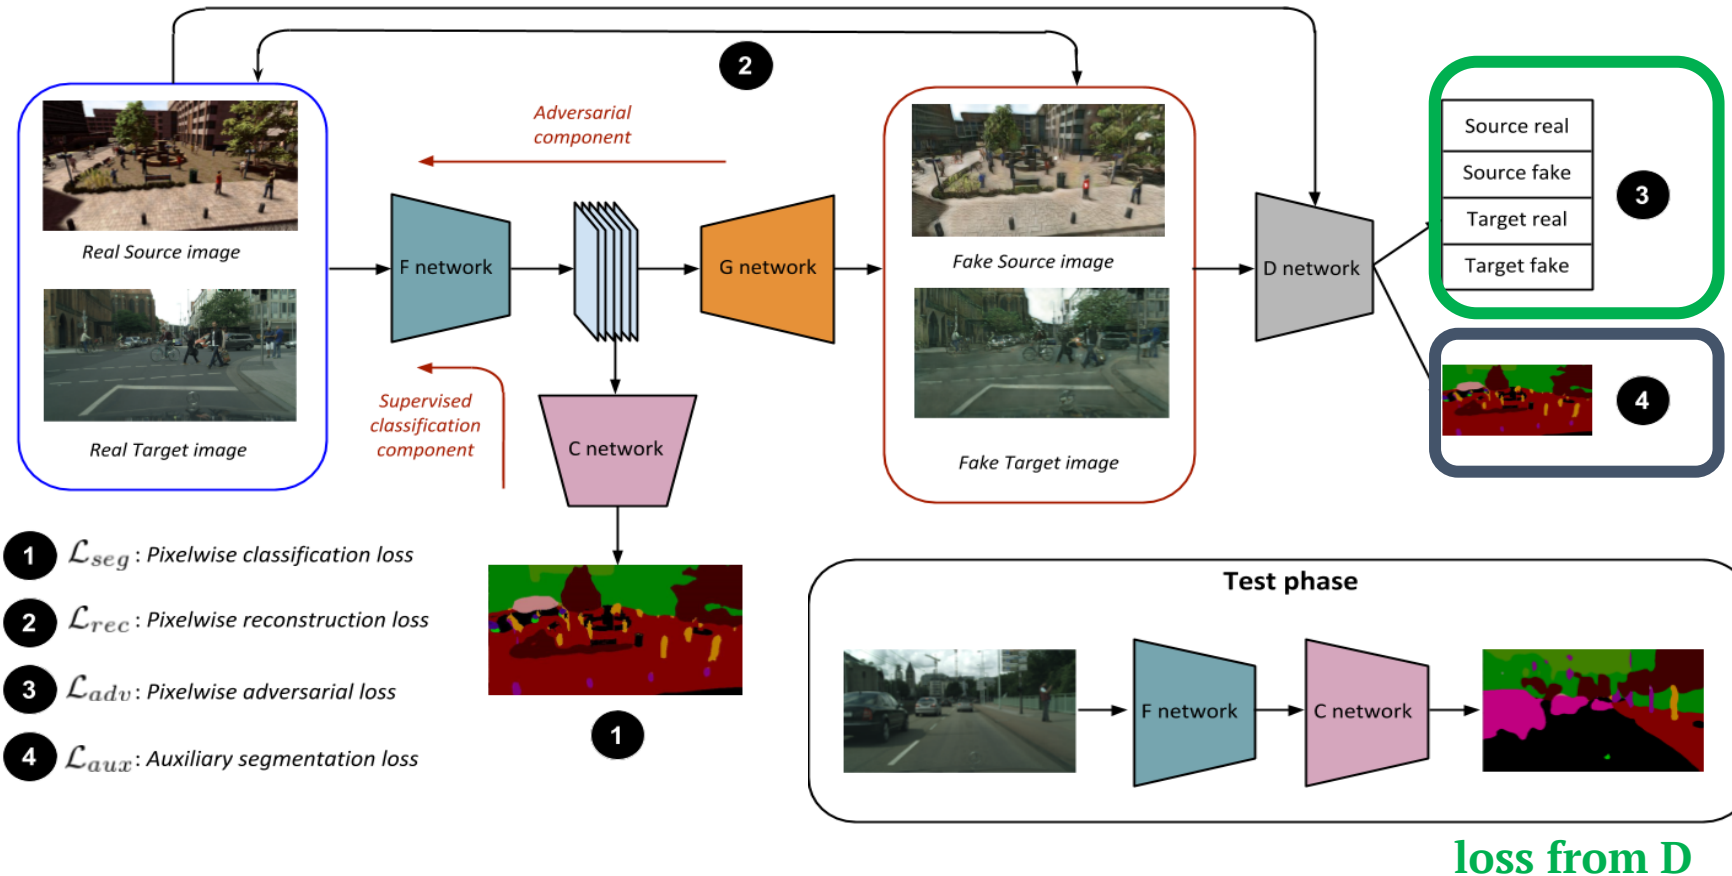 2
Adversarial
component
Real Source image
Real Target image
F network
G network
Supervised
classification
component
C network
Fake Source image
Fake Target image
D network
Source real
Source fake
Target real
Target fake
3
4
1 ℒseg : Pixelwise classification loss
2 ℒrec : Pixelwise reconstruction loss
3 ℒadv : Pixelwise adversarial loss
4 ℒaux : Auxiliary segmentation loss
1
Test phase
F network
C network
loss from D